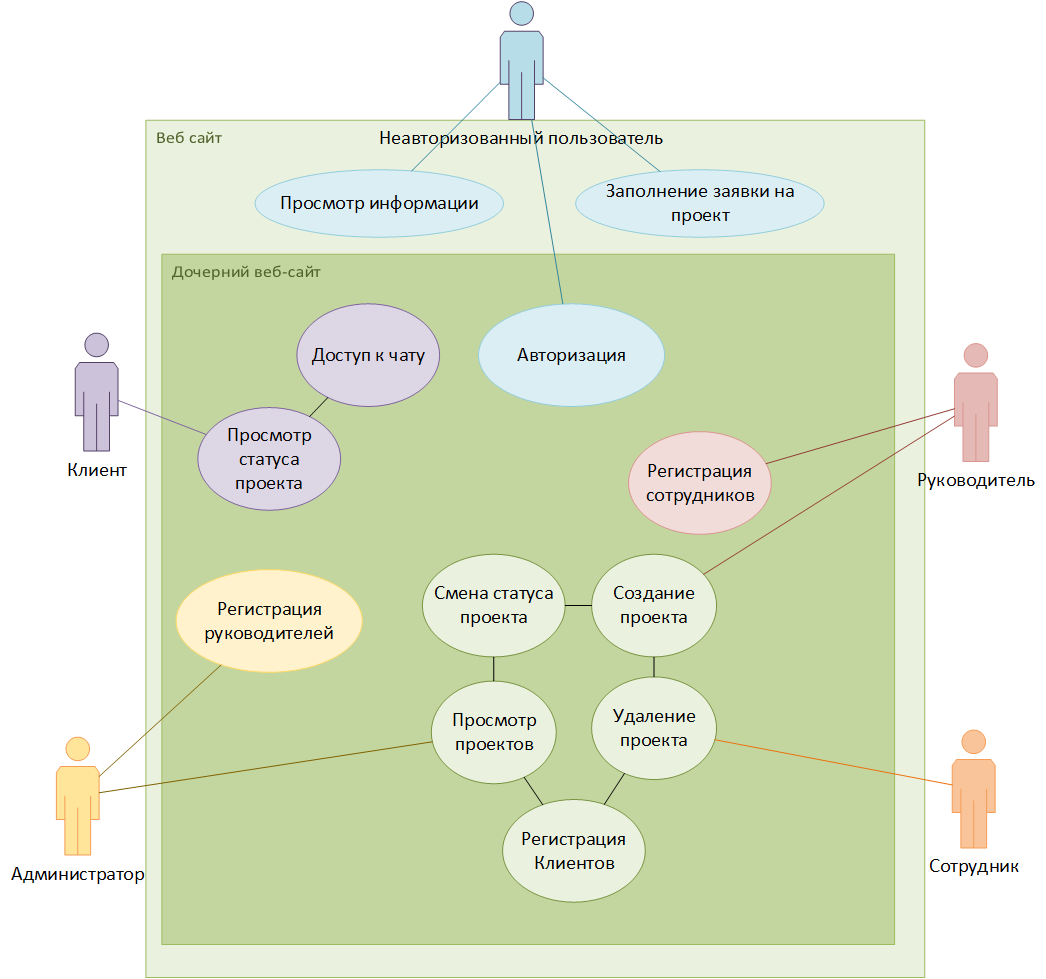 Веб сайт
Неавторизованный пользователь
Просмотр информации
Заполнение заявки на
проект
Дочерний веб-сайт
Доступ к чату
Авторизация
Просмотр
статуса
проекта
Клиент
Регистрация
сотрудников
Руководитель
Смена статуса
проекта
Создание
проекта
Регистрация
руководителей
Просмотр
проектов
Удаление
проекта
Регистрация
Клиентов
Администратор
Сотрудник